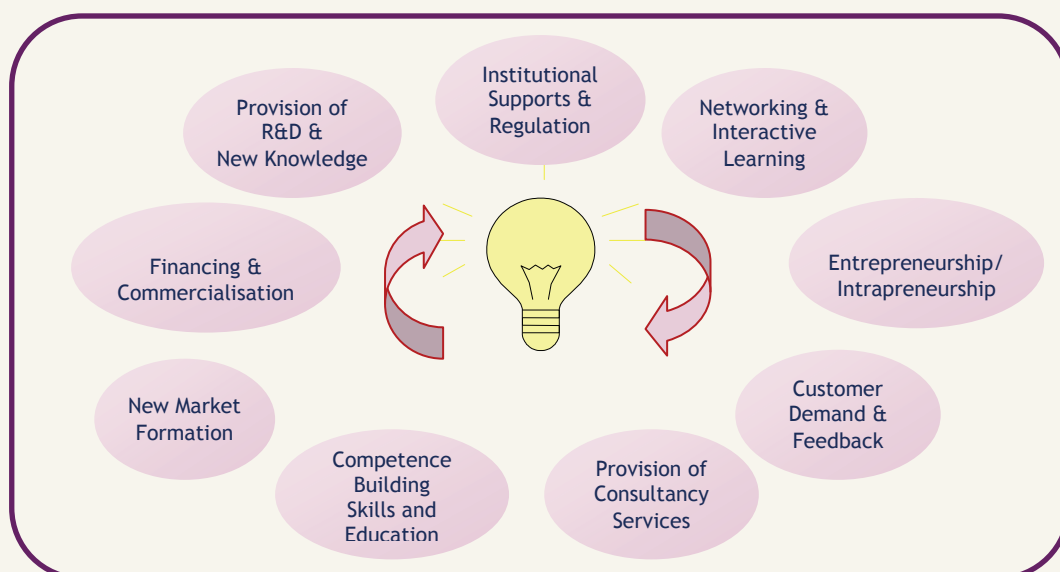 Institutional
Supports &
Regulation
Provision of
R&D &
New Knowledge
Networking &
Interactive
Learning
Financing &
Commercialisation
Entrepreneurship/
Intrapreneurship
New Market
Formation
Customer
Demand &
Feedback
Competence
Building
Skills and
Education
Provision of
Consultancy
Services